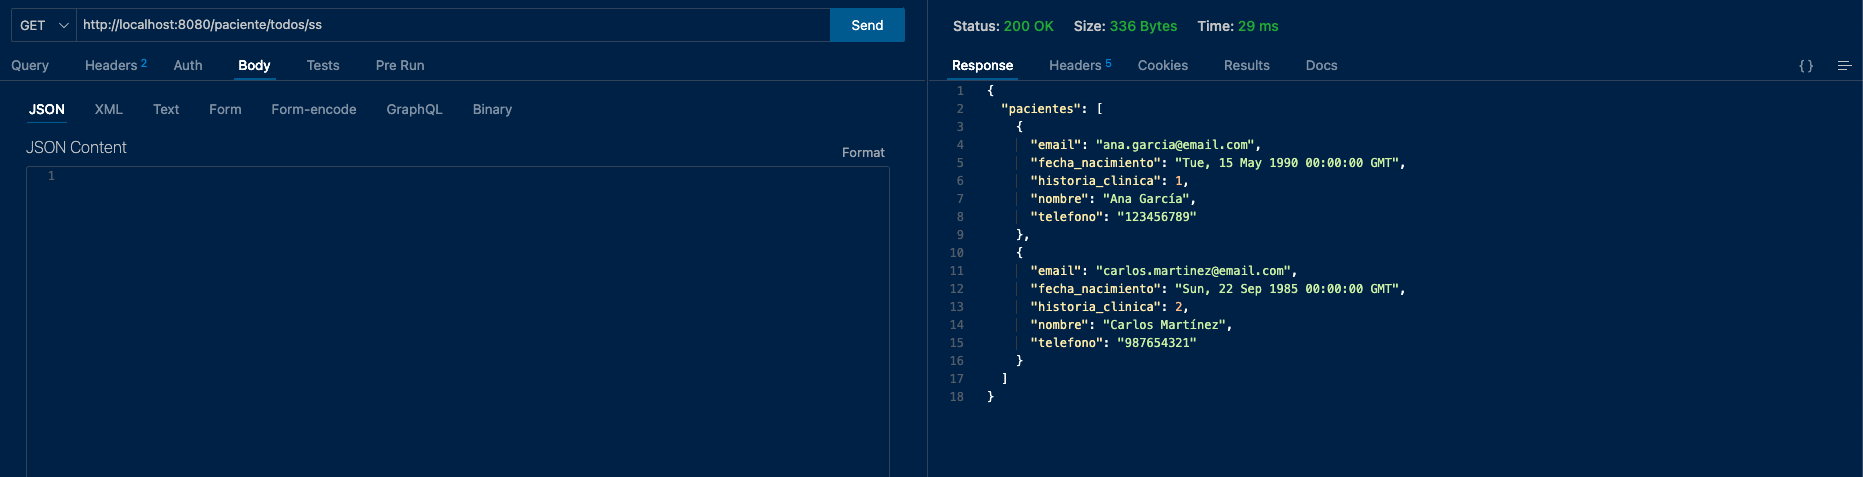 GET http://localhost:8080/paciente/todos/ss Send
Query Headers 2 Auth Body Tests Pre Run
JSON XML Text Form Form-encode GraphQL Binary
JSON Content Format
1
Status: 200 OK Size: 336 Bytes Time: 29 ms
Response Headers 5 Cookies Results Docs { }
1 {
2 "pacientes": [
3 {
4 "email": "ana.garcia@email.com",
5 "fecha_nacimiento": "Tue, 15 May 1990 00:00:00 GMT",
6 "historia_clinica": 1,
7 "nombre": "Ana García",
8 "telefono": "123456789"
9 },
10 {
11 "email": "carlos.martinez@email.com",
12 "fecha_nacimiento": "Sun, 22 Sep 1985 00:00:00 GMT",
13 "historia_clinica": 2,
14 "nombre": "Carlos Martínez",
15 "telefono": "987654321"
16 }
17 ]
18 }